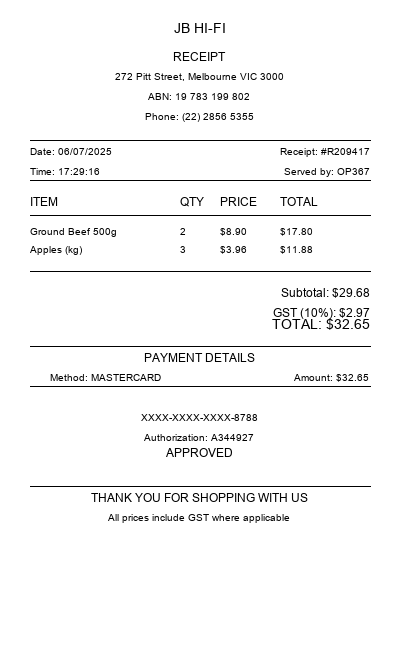 JB HI-FI
RECEIPT
272 Pitt Street, Melbourne VIC 3000
ABN: 19 783 199 802
Phone: (22) 2856 5355
Date: 06/07/2025 Receipt: #R209417
Time: 17:29:16 Served by: OP367
ITEM QTY PRICE TOTAL
Ground Beef 500g 2 $8.90 $17.80
Apples (kg) 3 $3.96 $11.88
Subtotal: $29.68
GST (10%): $2.97
TOTAL: $32.65
PAYMENT DETAILS
Method: MASTERCARD Amount: $32.65
XXXX-XXXX-XXXX-8788
Authorization: A344927
APPROVED
THANK YOU FOR SHOPPING WITH US
All prices include GST where applicable